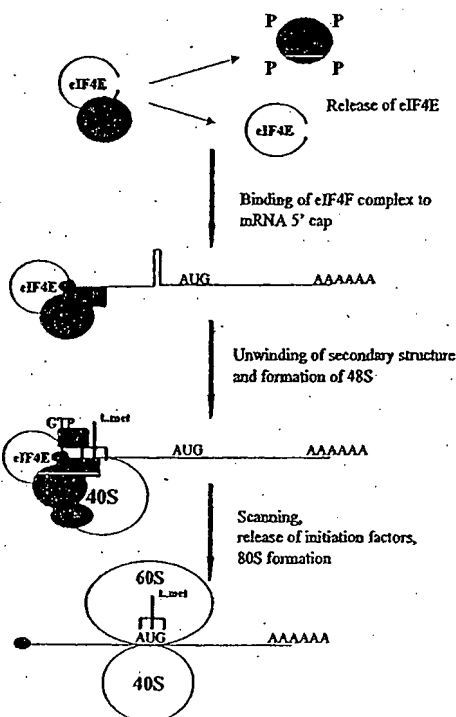 P P
eIF4E
P P
Release of eIF4E
eIF4E
Binding of eIF4F complex to
mRNA 5' cap
eIF4E
AUG
AAAAAA
Unwinding of secondary structure
and formation of 48S
GTP
eIF4E
AUG
AAAAAA
40S
Scanning,
release of initiation factors,
80S formation
60S
AUG
AAAAAA
40S